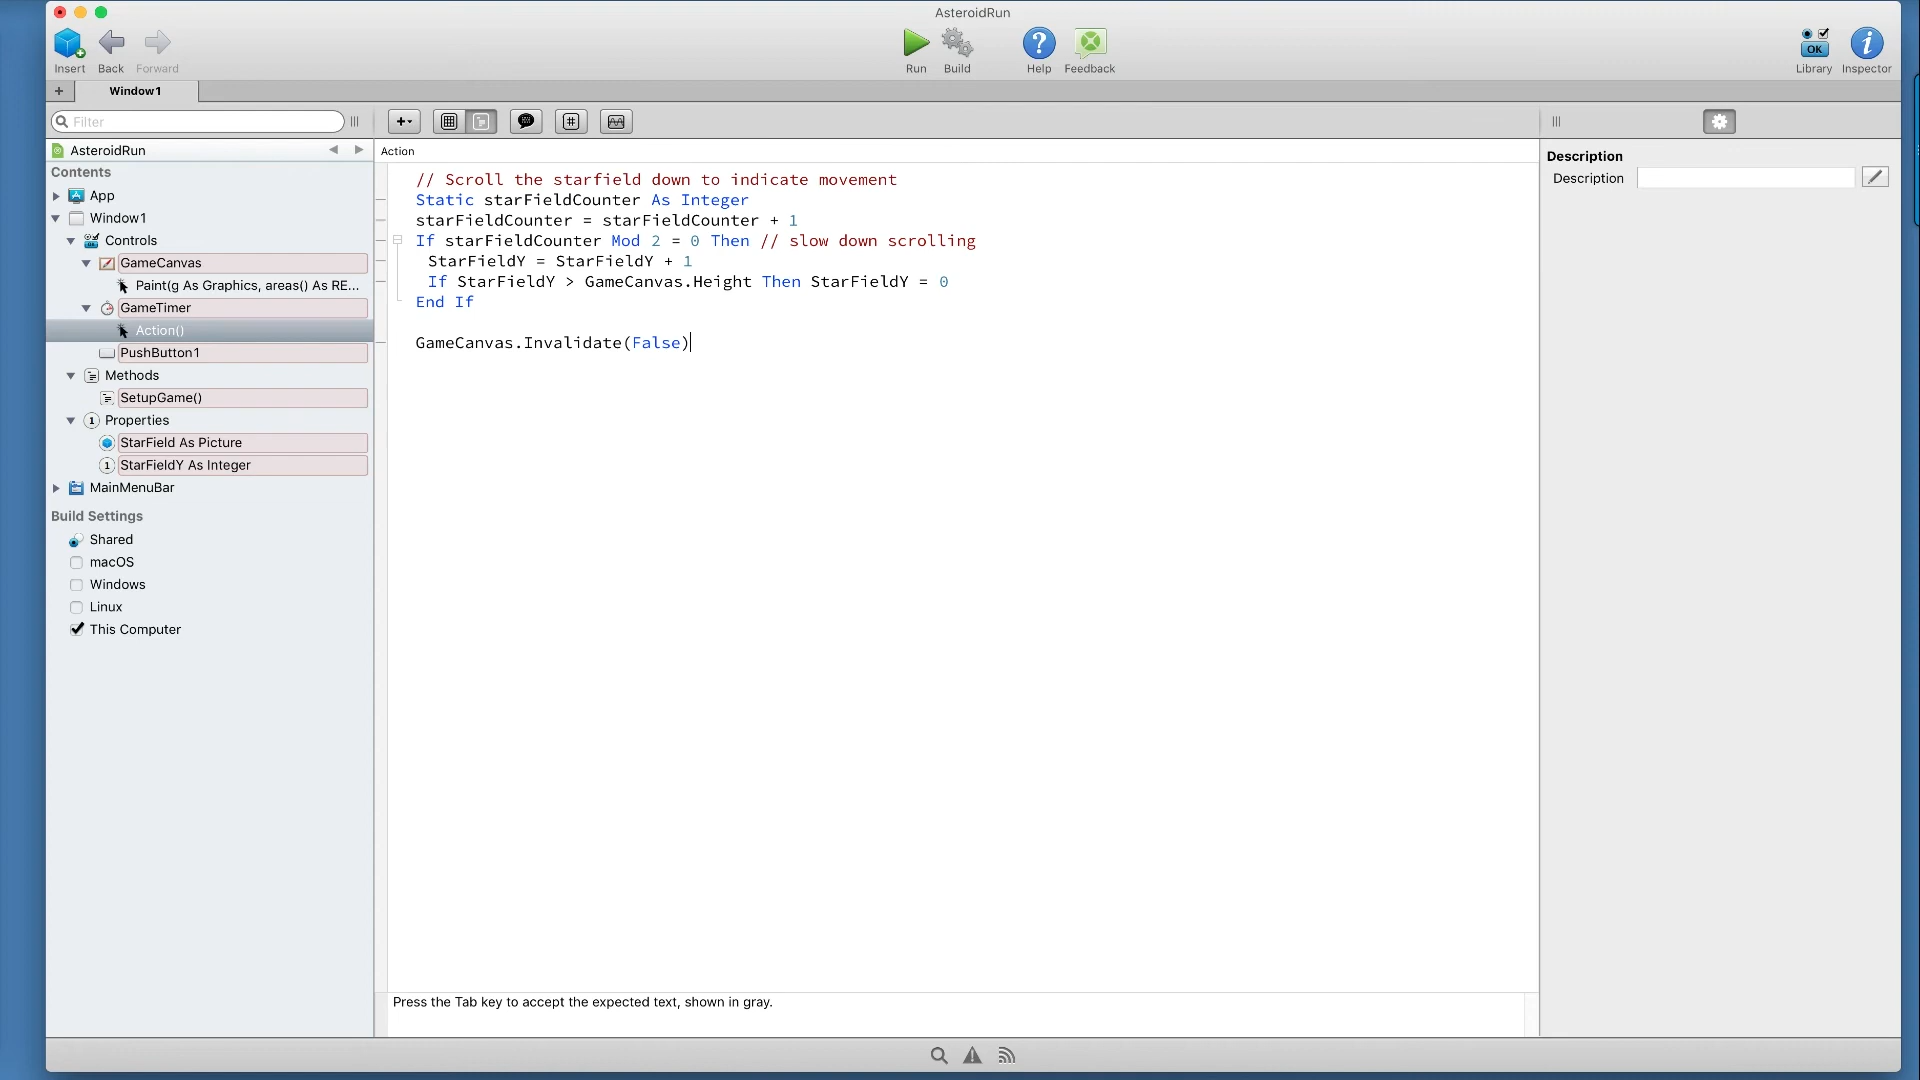 AsteroidRun
Insert
Back
Forward
Run
Build
Help
Feedback
OK
Library
Inspector
+
Window1
Filter
AsteroidRun
Contents
App
Window1
Controls
GameCanvas
Paint(g As Graphics, areas() As RE...
GameTimer
Action()
PushButton1
Methods
SetupGame()
Properties
StarField As Picture
StarFieldY As Integer
MainMenuBar
Build Settings
Shared
macOS
Windows
Linux
This Computer
Action
// Scroll the starfield down to indicate movement
Static starFieldCounter As Integer
starFieldCounter = starFieldCounter + 1
If starFieldCounter Mod 2 = 0 Then // slow down scrolling
StarFieldY = StarFieldY + 1
If StarFieldY > GameCanvas.Height Then StarFieldY = 0
End If
GameCanvas.Invalidate(False)
Press the Tab key to accept the expected text, shown in gray.
Description
Description